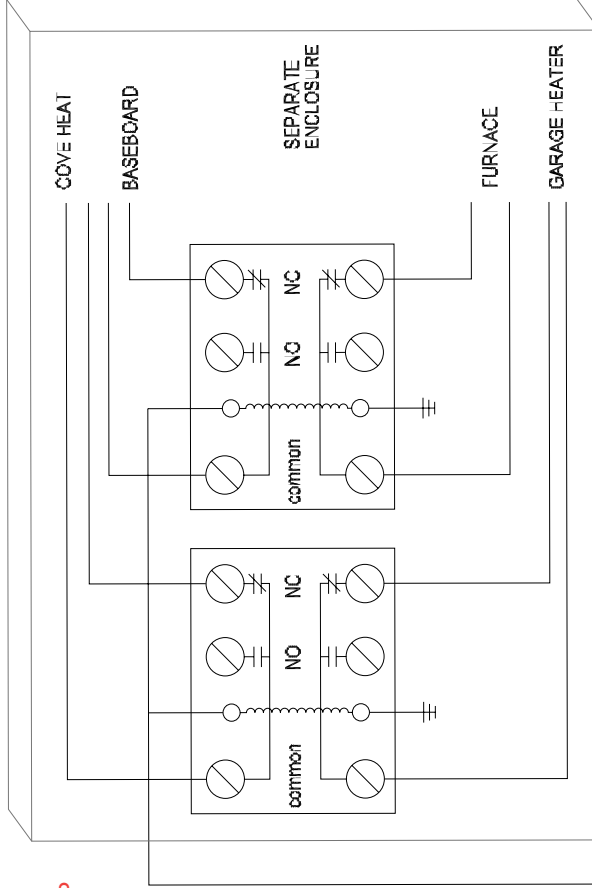 COVE HEAT
BASEBOARD
SEPARATE
ENCLOSURE
FURNACE
GARAGE HEATER
NC
NO
common
NC
NO
common